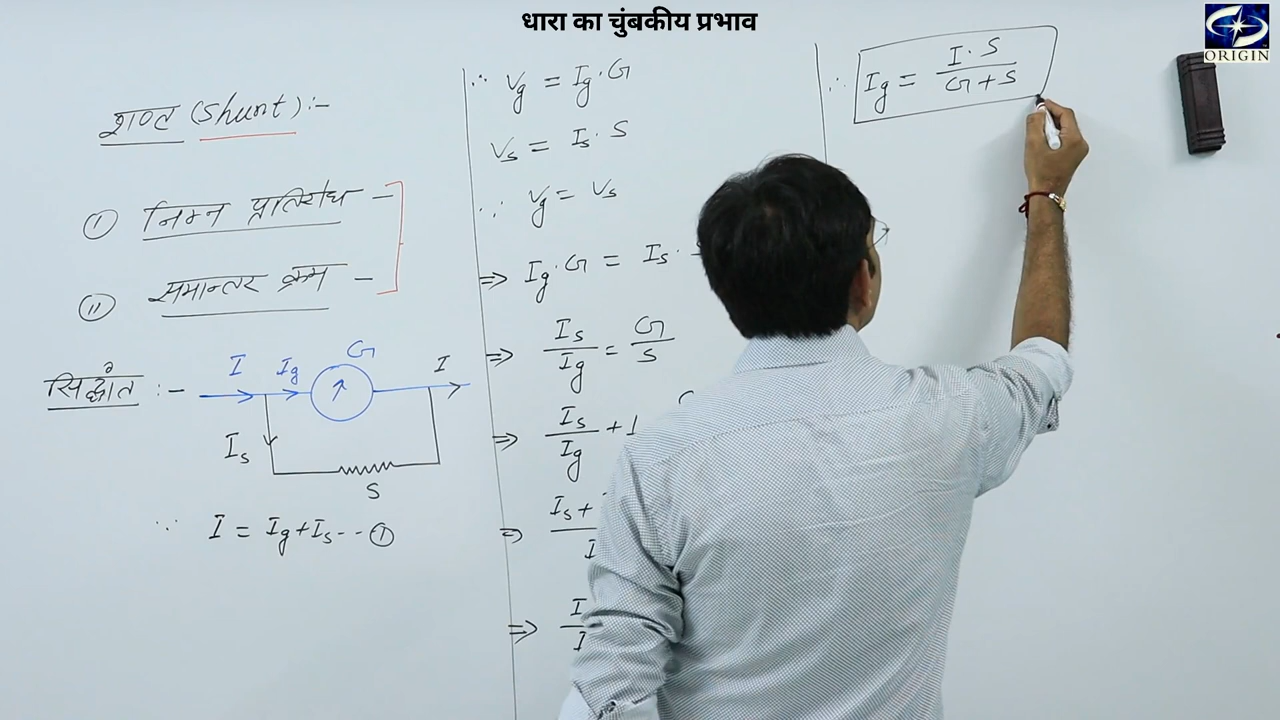 धारा का चुंबकीय प्रभाव
ORIGIN
शण्ट (Shunt):-
(I) निम्न प्रतिरोध -
(II) समान्तर क्रम -
सिद्धांत :-
I Ig G I
Is
S
∵ I = Ig+Is--- (1)
∵ Vg = Ig·G
Vs = Is·S
∵ Vg = Vs
⇒ Ig·G = Is·
⇒ Is/Ig = G/S
⇒ Is/Ig + 1
⇒ Is+
⇒ I
∴ Ig = I·S/G+S